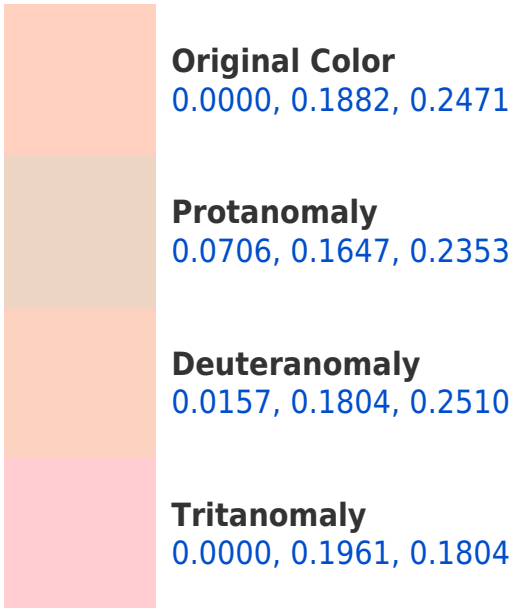 Original Color
0.0000, 0.1882, 0.2471
Protanomaly
0.0706, 0.1647, 0.2353
Deuteranomaly
0.0157, 0.1804, 0.2510
Tritanomaly
0.0000, 0.1961, 0.1804